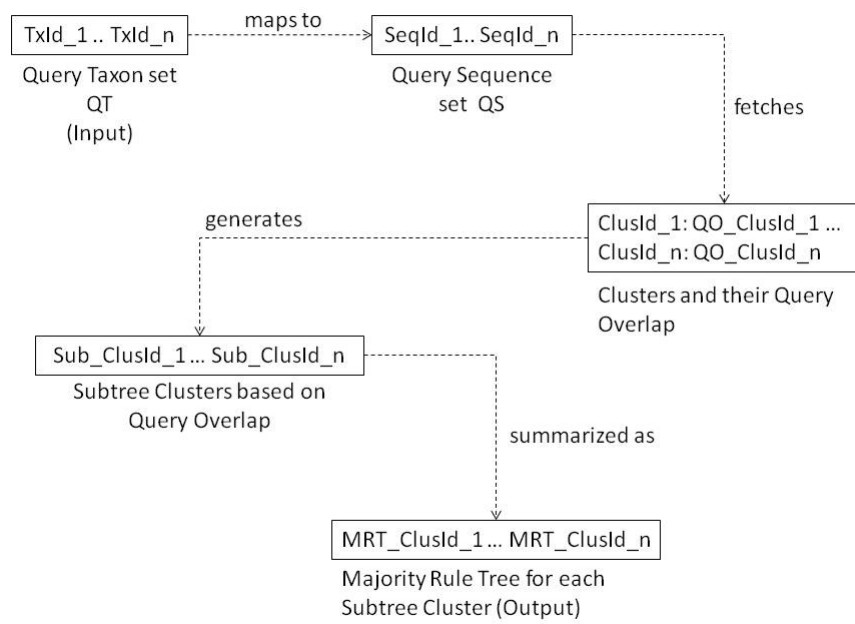 TxId_1 .. TxId_n
maps to
SeqId_1.. SeqId_n
Query Taxon set
QT
(Input)
Query Sequence
set QS
fetches
ClusId_1: QO_ClusId_1 ...
ClusId_n: QO_ClusId_n
Clusters and their Query
Overlap
generates
Sub_ClusId_1 ... Sub_ClusId_n
Subtree Clusters based on
Query Overlap
summarized as
MRT_ClusId_1 ... MRT_ClusId_n
Majority Rule Tree for each
Subtree Cluster (Output)